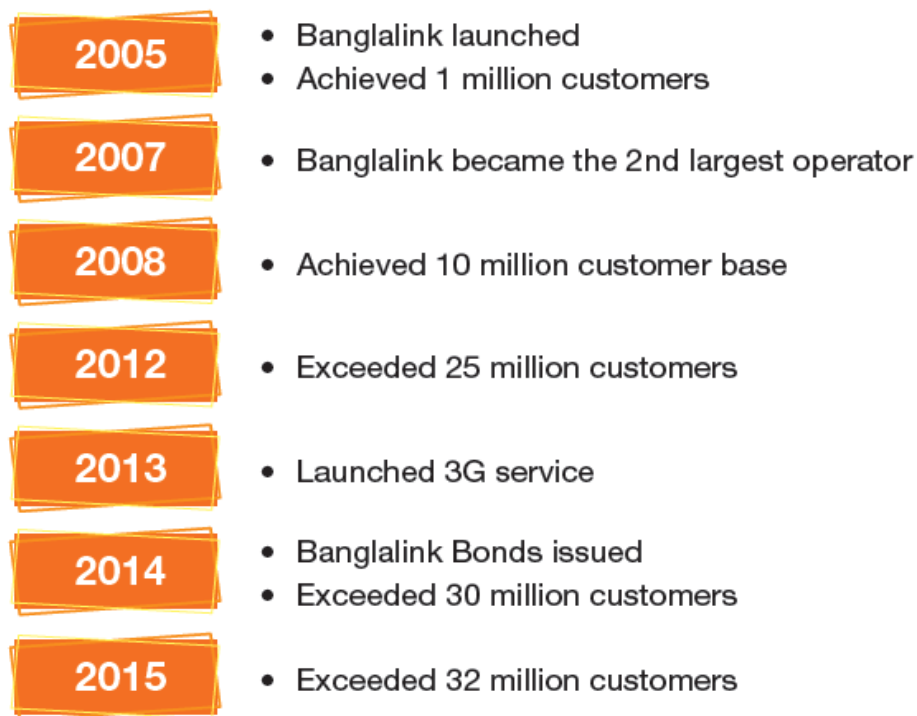 2005
• Banglalink launched
• Achieved 1 million customers
2007
• Banglalink became the 2nd largest operator
2008
• Achieved 10 million customer base
2012
• Exceeded 25 million customers
2013
• Launched 3G service
2014
• Banglalink Bonds issued
• Exceeded 30 million customers
2015
• Exceeded 32 million customers